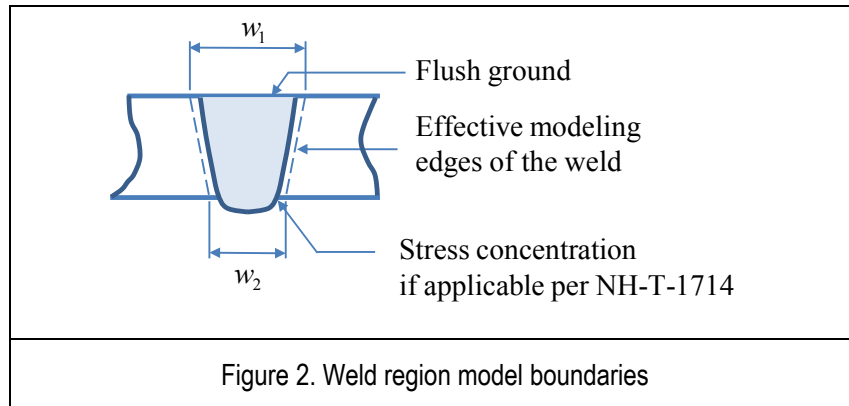 w₁
Flush ground
Effective modeling
edges of the weld
Stress concentration
if applicable per NH-T-1714
w₂
Figure 2. Weld region model boundaries